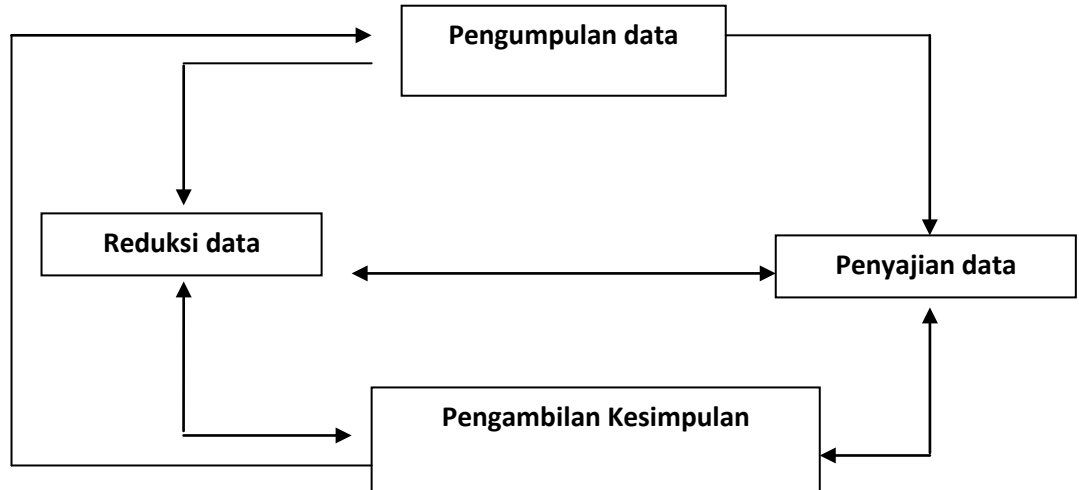 Pengumpulan data
Reduksi data
Penyajian data
Pengambilan Kesimpulan